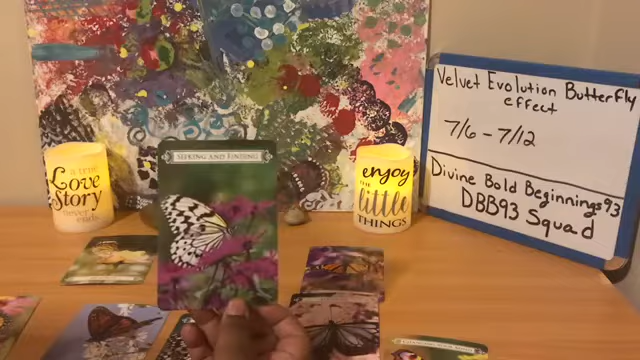 Velvet Evolution Butterfly
effect
7/6 - 7/12
Divine Bold Beginnings93
DBB93 Squad
SEEKING AND FINDING
a true
Love
Story
never ends.
enjoy
THE
little
THINGS